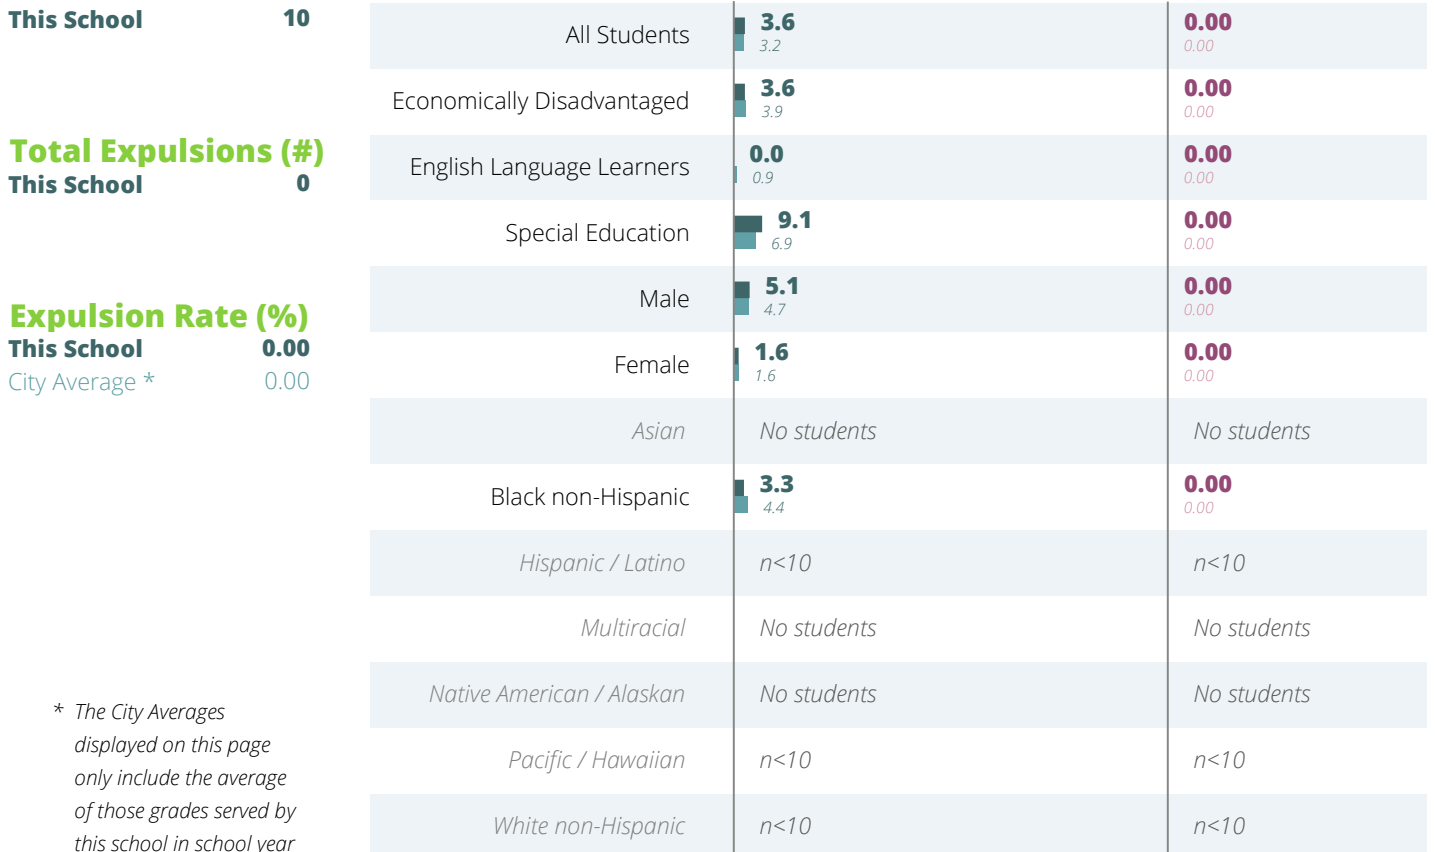 This School 10
Total Expulsions (#)
This School 0
Expulsion Rate (%)
This School 0.00
City Average * 0.00
* The City Averages
displayed on this page
only include the average
of those grades served by
this school in school year
All Students 3.6 0.00
3.2 0.00
Economically Disadvantaged 3.6 0.00
3.9 0.00
English Language Learners 0.0 0.00
0.9 0.00
Special Education 9.1 0.00
6.9 0.00
Male 5.1 0.00
4.7 0.00
Female 1.6 0.00
1.6 0.00
Asian No students No students
Black non-Hispanic 3.3 0.00
4.4 0.00
Hispanic / Latino n<10 n<10
Multiracial No students No students
Native American / Alaskan No students No students
Pacific / Hawaiian n<10 n<10
White non-Hispanic n<10 n<10